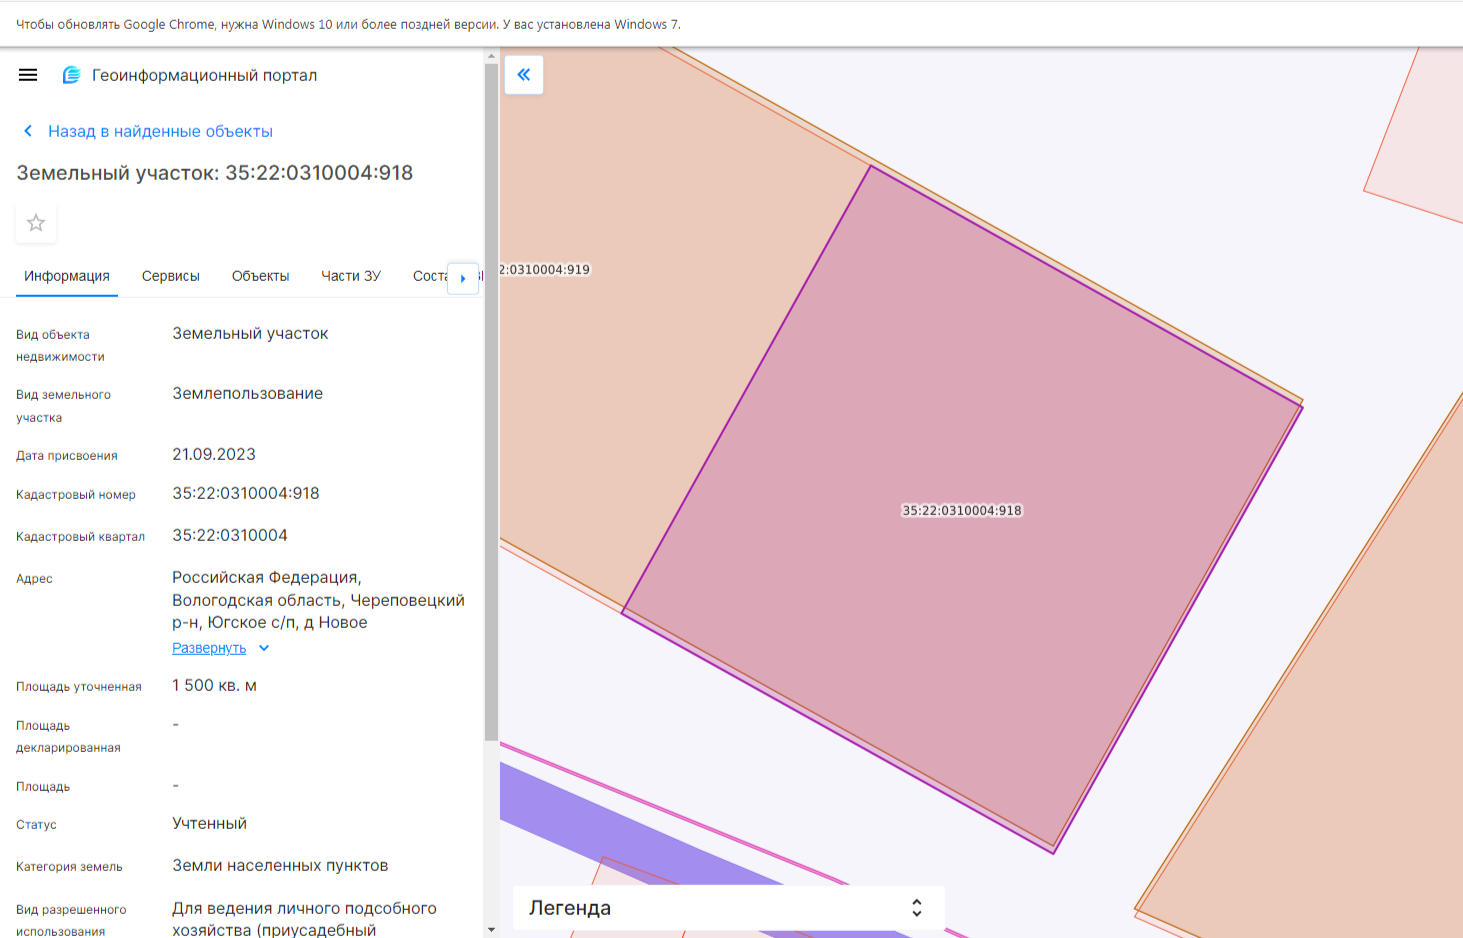 Чтобы обновлять Google Chrome, нужна Windows 10 или более поздней версии. У вас установлена Windows 7.
Геоинформационный портал
Назад в найденные объекты
Земельный участок: 35:22:0310004:918
Информация Сервисы Объекты Части ЗУ Соста
Вид объекта недвижимости
Земельный участок
Вид земельного участка
Землепользование
Дата присвоения
21.09.2023
Кадастровый номер
35:22:0310004:918
Кадастровый квартал
35:22:0310004
Адрес
Российская Федерация,
Вологодская область, Череповецкий
р-н, Югское с/п, д Новое
Развернуть
Площадь уточненная
1 500 кв. м
Площадь
декларированная
-
Площадь
-
Статус
Учтенный
Категория земель
Земли населенных пунктов
Вид разрешенного
использования
Для ведения личного подсобного
хозяйства (приусадебный
2:0310004:919
35:22:0310004:918
Легенда